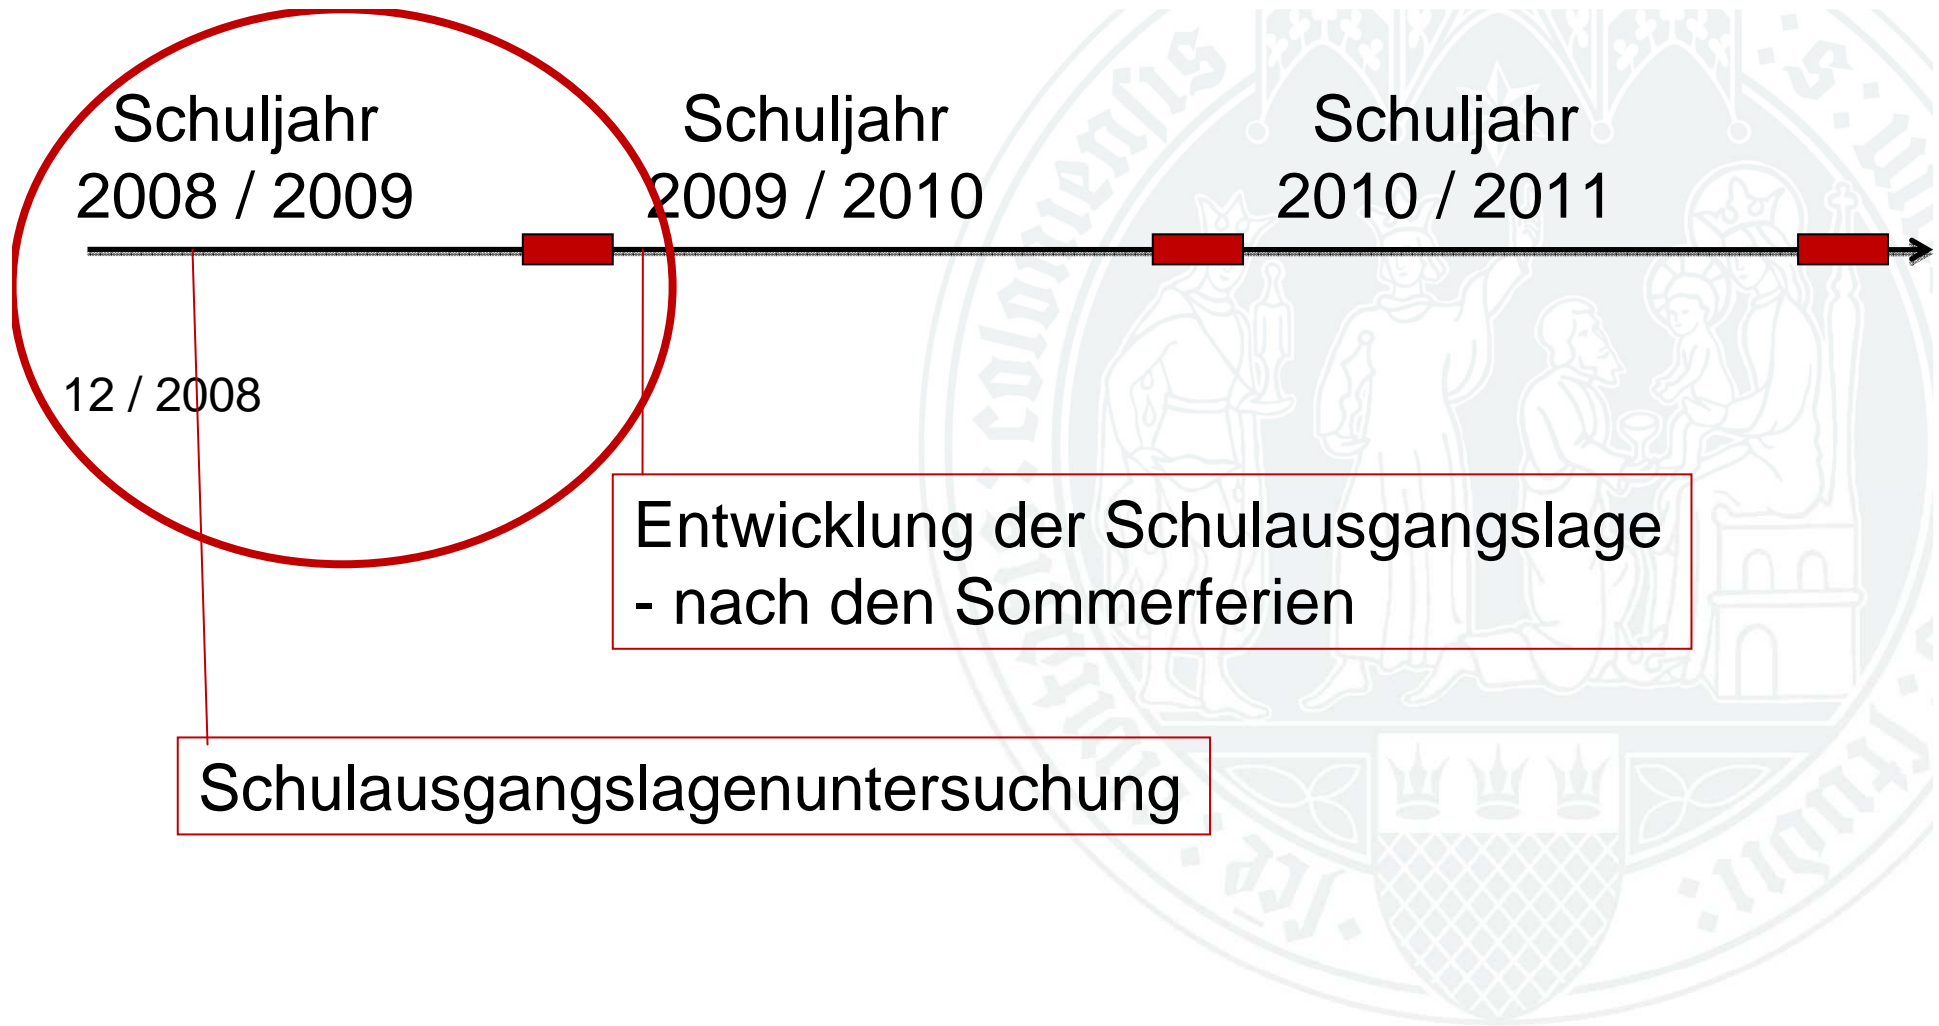 Schuljahr
2008 / 2009
Schuljahr
2009 / 2010
Schuljahr
2010 / 2011
12 / 2008
Entwicklung der Schulausgangslage
- nach den Sommerferien
Schulausgangslagenuntersuchung